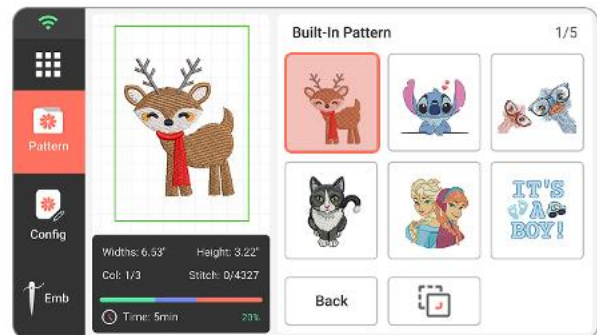 Pattern
Config
Emb
Widths: 6.53"
Height: 3.22"
Col: 1/3
Stitch: 0/4327
Time: 5min
20%
Built-In Pattern
1/5
IT'S
A
BOY!
Back